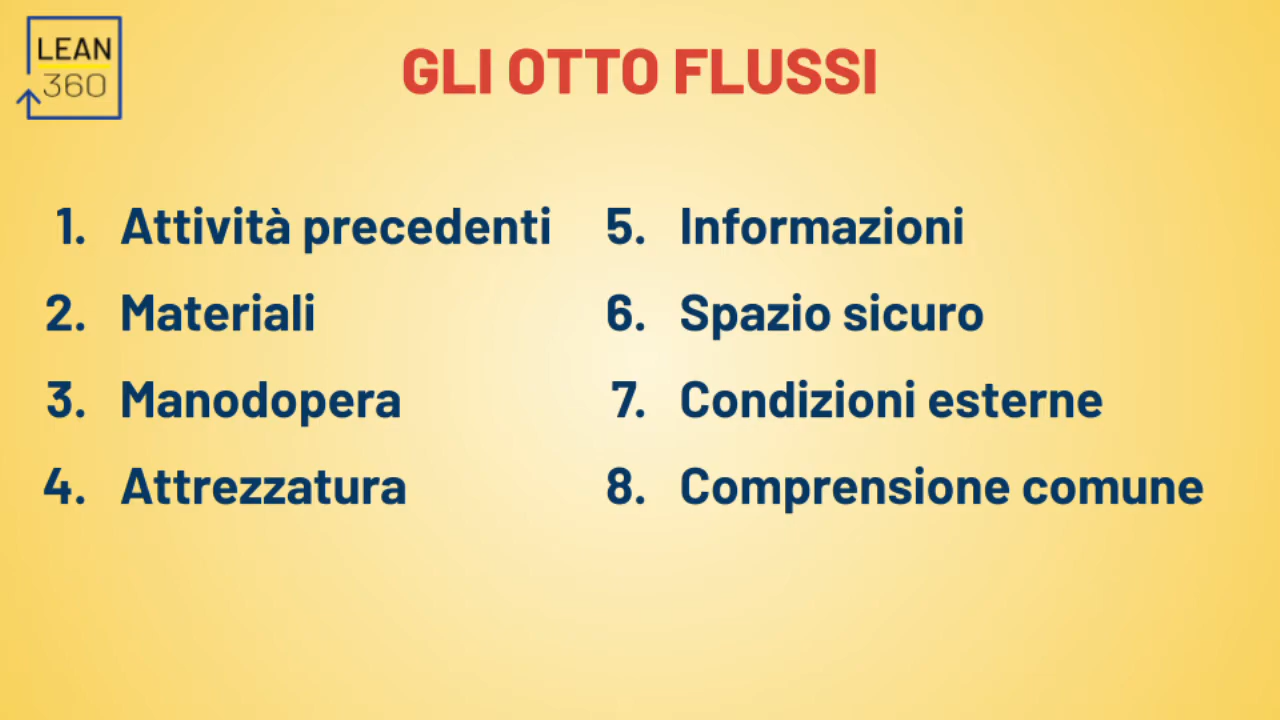 LEAN
360
GLI OTTO FLUSSI
1. Attività precedenti
2. Materiali
3. Manodopera
4. Attrezzatura
5. Informazioni
6. Spazio sicuro
7. Condizioni esterne
8. Comprensione comune